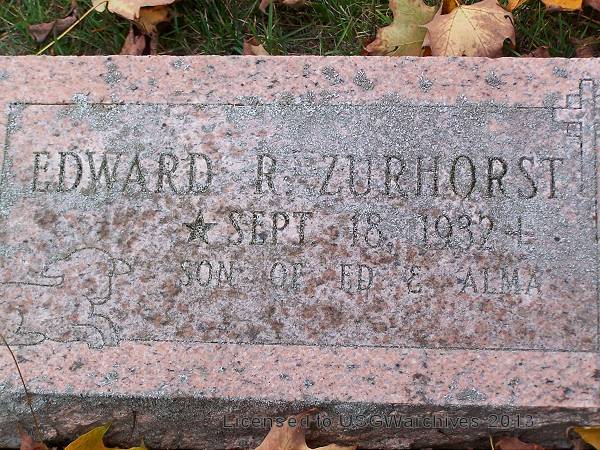 EDWARD R. ZURHORST
★ SEPT. 18, 1932 +
SON OF ED & ALMA
Licensed to USGWarchives 2013